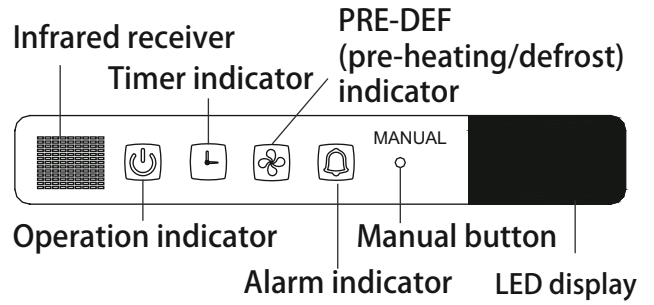 Infrared receiver
Timer indicator
PRE-DEF
(pre-heating/defrost)
indicator
MANUAL
Operation indicator
Manual button
Alarm indicator
LED display